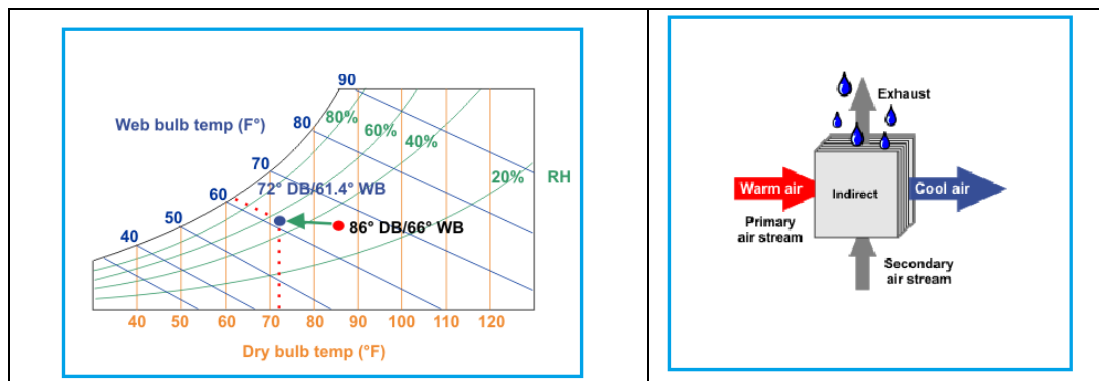 90
Web bulb temp (F°)
80
80%
60%
40%
70
20%
RH
72° DB/61.4° WB
60
86° DB/66° WB
50
40
40 50 60 70 80 90 100 110 120
Dry bulb temp (°F)
Exhaust
Warm air
Indirect
Cool air
Primary
air stream
Secondary
air stream